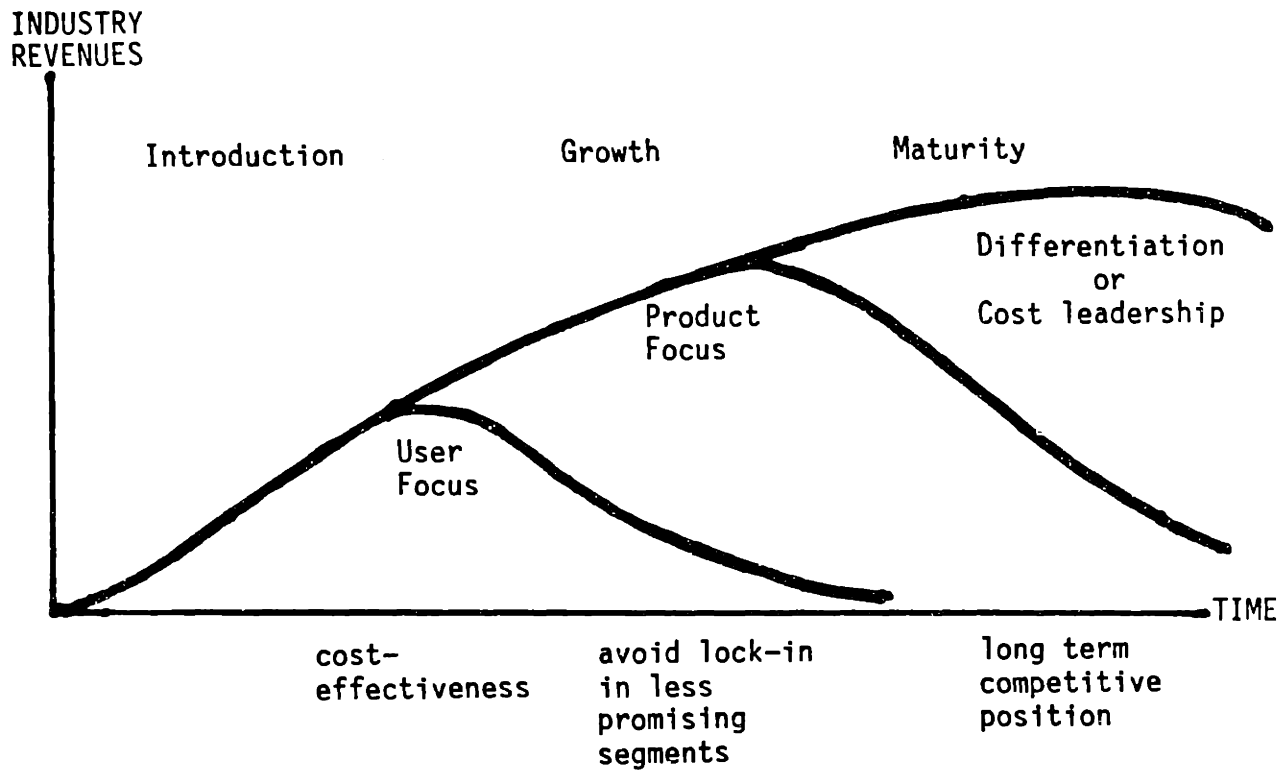 INDUSTRY
REVENUES
Introduction
Growth
Maturity
Differentiation
or
Cost leadership
Product
Focus
User
Focus
TIME
cost-
effectiveness
avoid lock-in
in less
promising
segments
long term
competitive
position